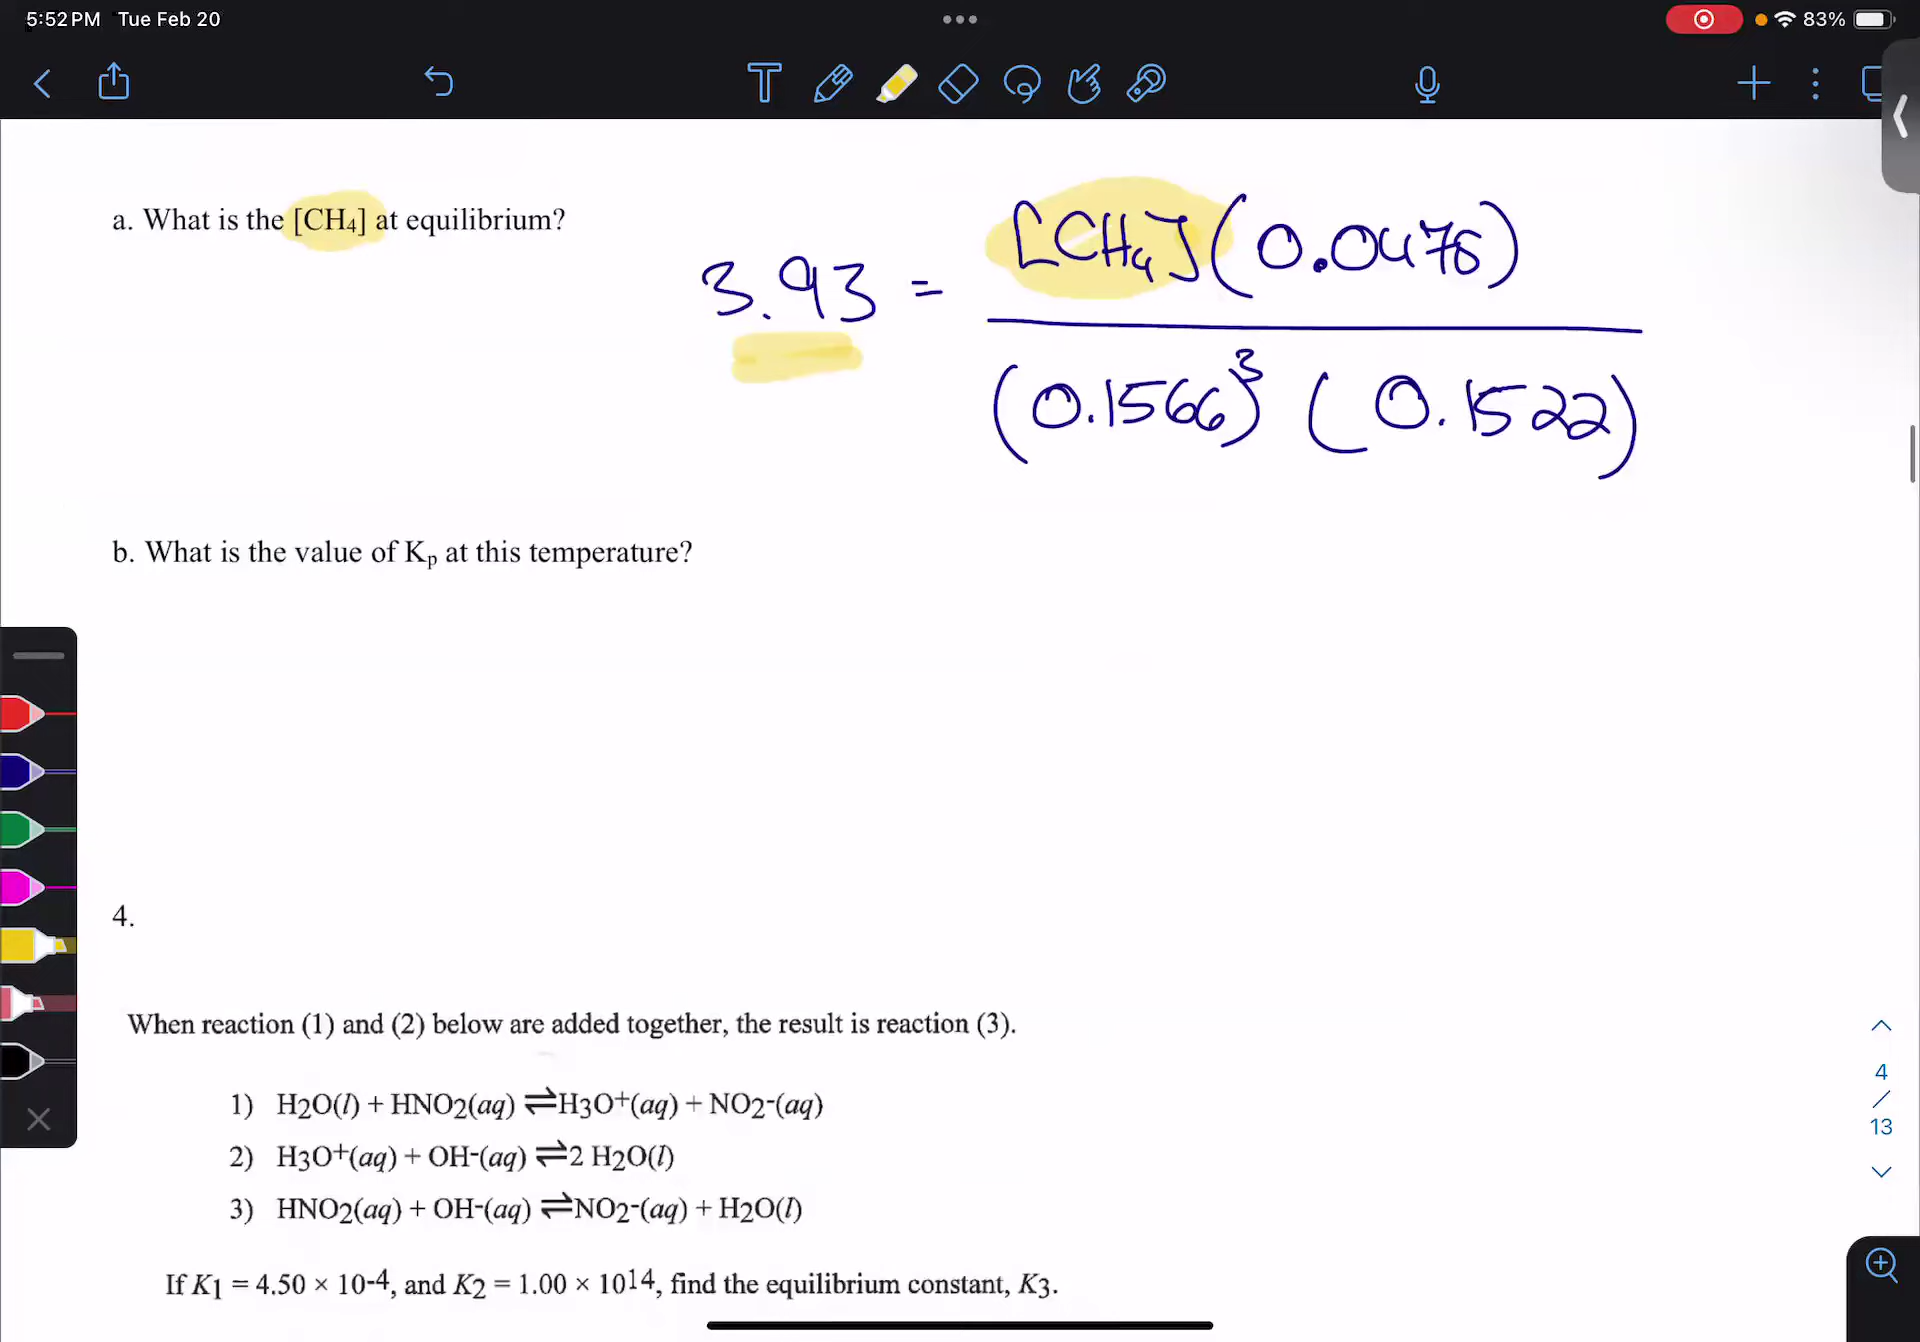 5:52 PM Tue Feb 20
83%
a. What is the [CH4] at equilibrium?
3.93 = [CH4](0.0478)
(0.1566)³ (0.1522)
b. What is the value of Kp at this temperature?
4.
When reaction (1) and (2) below are added together, the result is reaction (3).
1) H2O(l) + HNO2(aq) ⇌H3O+(aq) + NO2-(aq)
2) H3O+(aq) + OH-(aq) ⇌2 H2O(l)
3) HNO2(aq) + OH-(aq) ⇌NO2-(aq) + H2O(l)
If K1 = 4.50 × 10-4, and K2 = 1.00 × 1014, find the equilibrium constant, K3.
4
/
13